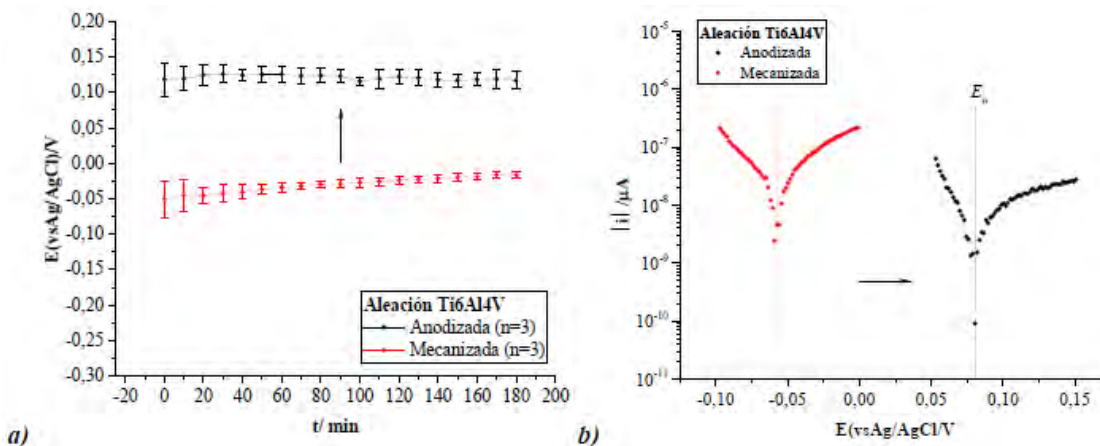 0,20
0,15
0,10
0,05
0,00
-0,05
-0,10
-0,15
-0,20
-0,25
-0,30
E(vsAg/AgCl)/V
Aleación Ti6Al4V
Anodizada (n=3)
Mecanizada (n=3)
-20 0 20 40 60 80 100 120 140 160 180 200
t/ min
a)
10-5
10-6
10-7
10-8
10-9
10-10
10-11
|i| /µA
Aleación Ti6Al4V
Anodizada
Mecanizada
-0,10 -0,05 0,00 0,05 0,10 0,15
E(vsAg/AgCl/V
b)